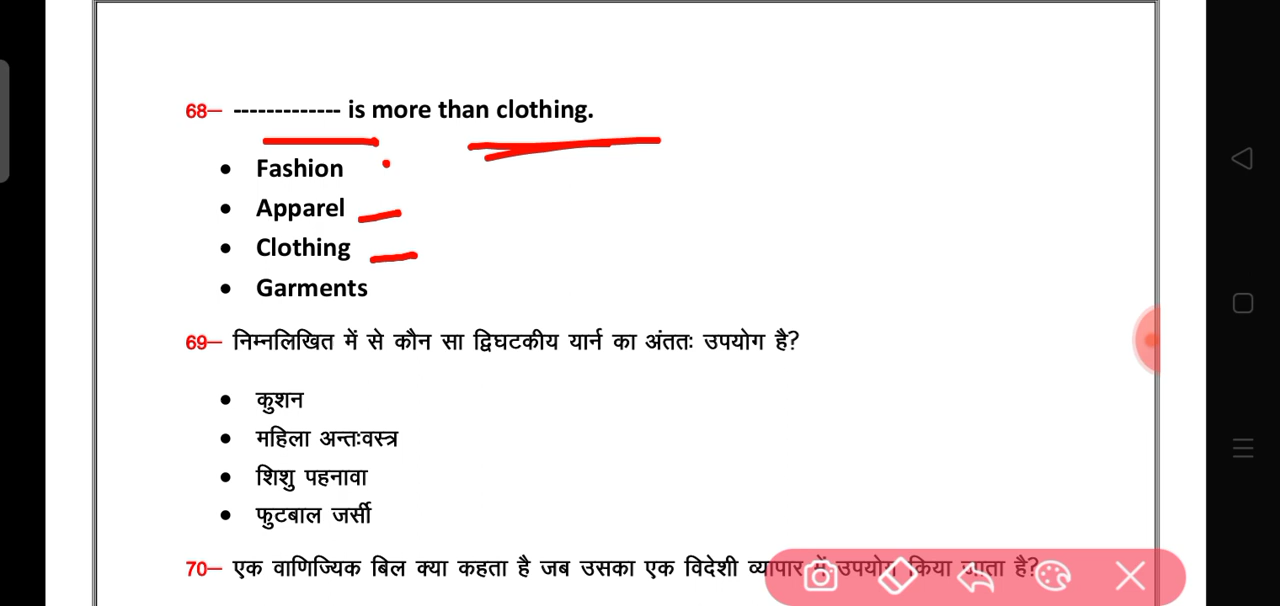 68– ------------- is more than clothing.
• Fashion
• Apparel
• Clothing
• Garments
69– निम्नलिखित में से कौन सा द्विघटकीय यार्न का अंततः उपयोग है?
• कुशन
• महिला अन्तःवस्त्र
• शिशु पहनावा
• फुटबाल जर्सी
70– एक वाणिज्यिक बिल क्या कहता है जब उसका एक विदेशी व्यापार में उपयोग किया जाता है?